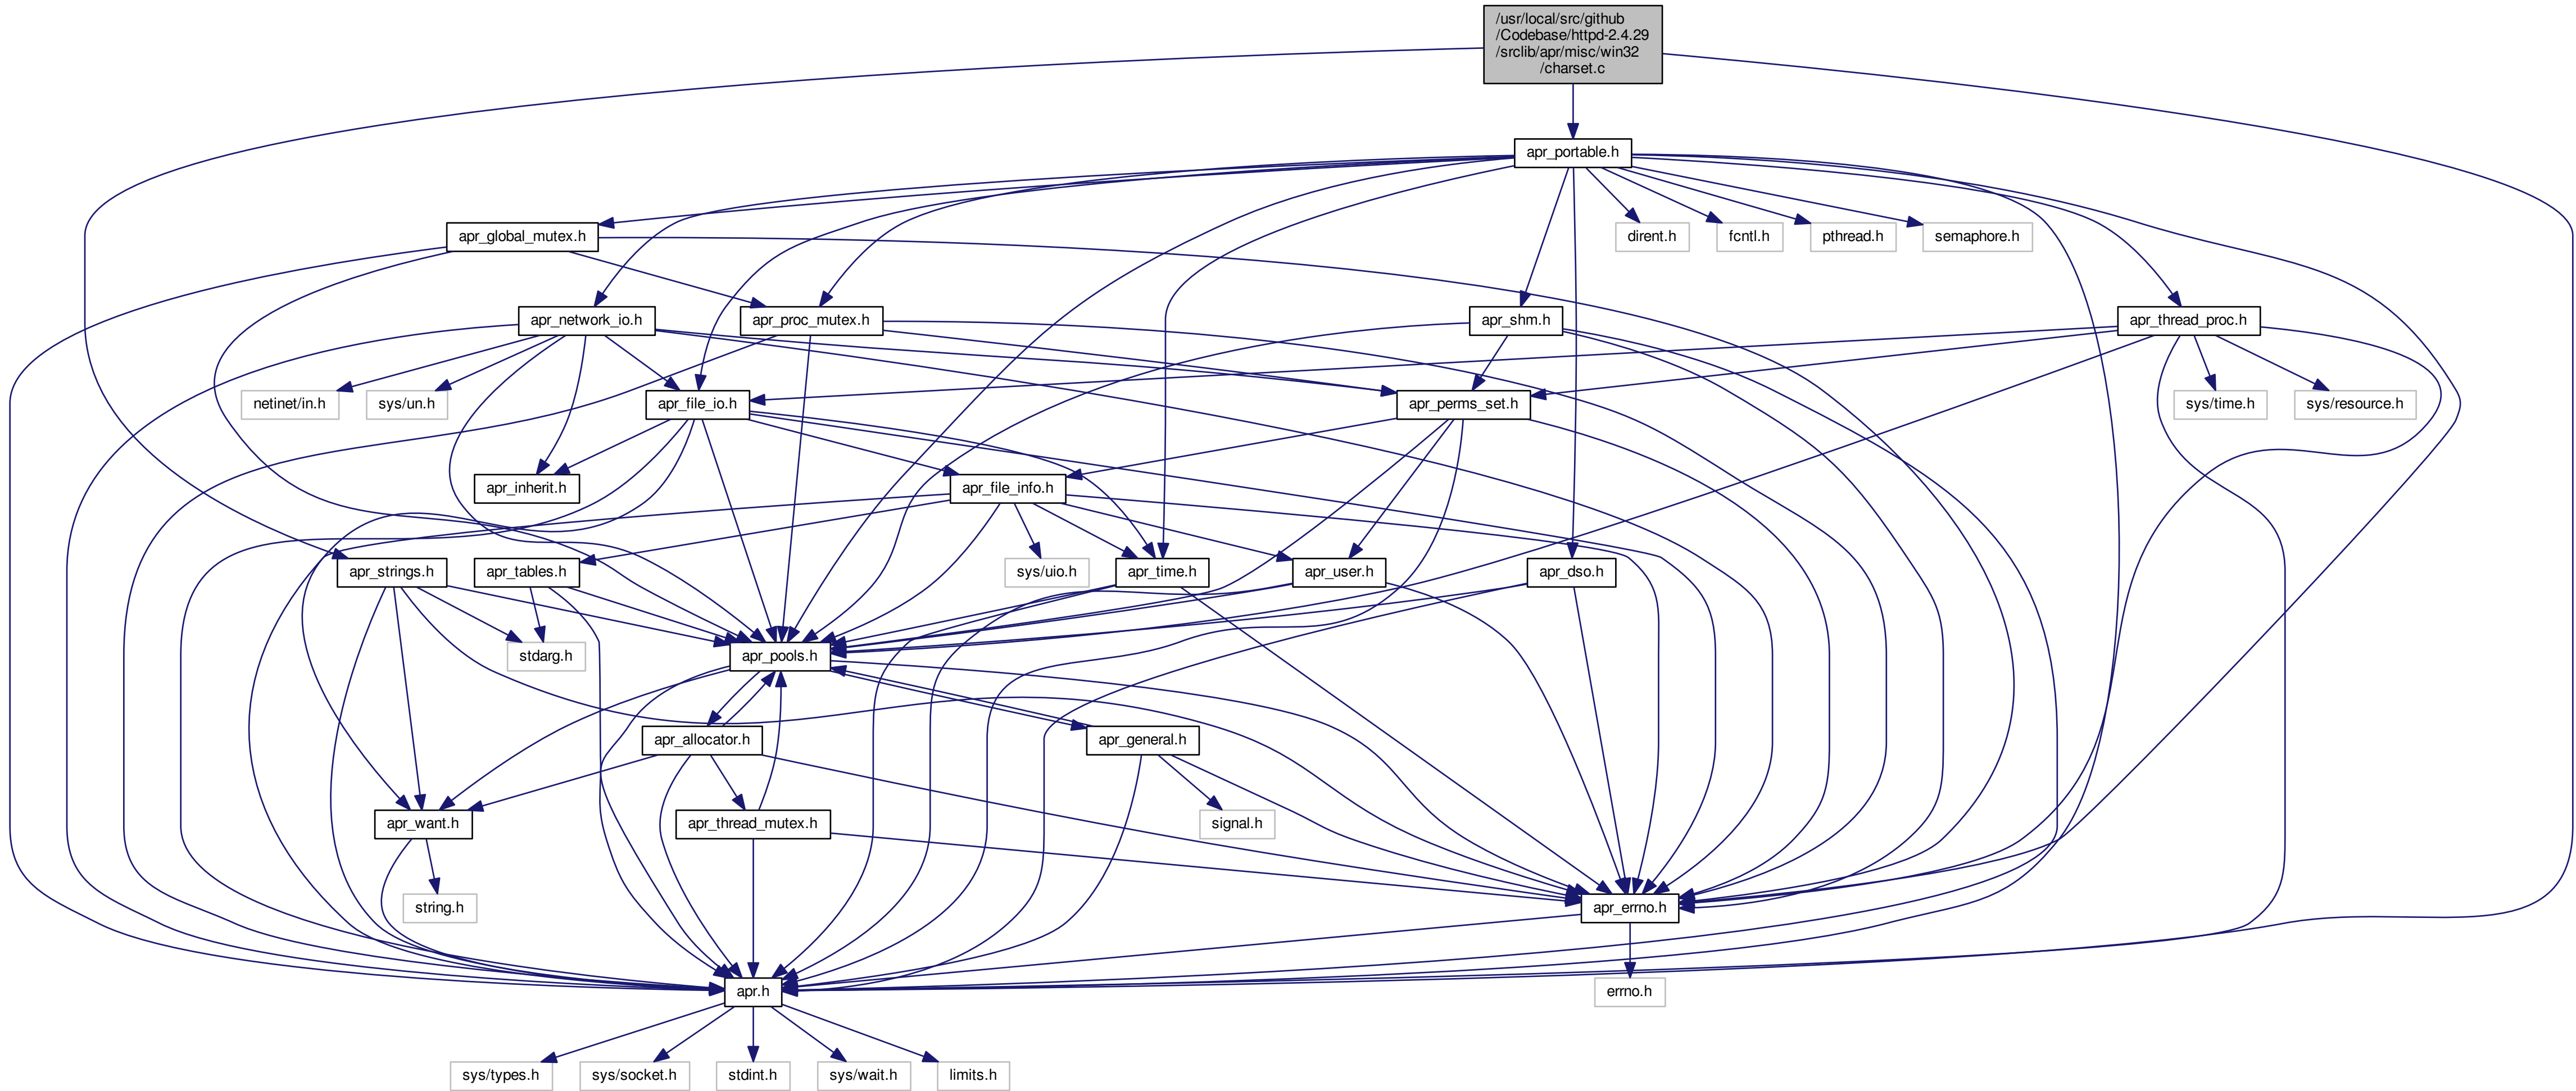 /usr/local/src/github
/Codebase/httpd-2.4.29
/srclib/apr/misc/win32
/charset.c
apr_portable.h
apr_global_mutex.h
dirent.h
fcntl.h
pthread.h
semaphore.h
apr_network_io.h
apr_proc_mutex.h
apr_shm.h
apr_thread_proc.h
netinet/in.h
sys/un.h
apr_file_io.h
apr_perms_set.h
sys/time.h
sys/resource.h
apr_inherit.h
apr_file_info.h
apr_strings.h
apr_tables.h
sys/uio.h
apr_time.h
apr_user.h
apr_dso.h
stdarg.h
apr_pools.h
apr_allocator.h
apr_general.h
apr_want.h
apr_thread_mutex.h
signal.h
string.h
apr_errno.h
apr.h
errno.h
sys/types.h
sys/socket.h
stdint.h
sys/wait.h
limits.h